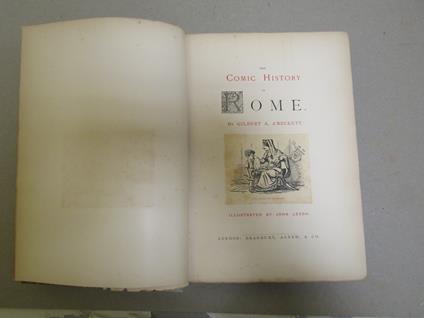 THE
COMIC HISTORY
OF
ROME.
BY GILBERT A. A'BECKETT.
ILLUSTRATED BY JOHN LEECH.
LONDON: BRADBURY, AGNEW, & CO.